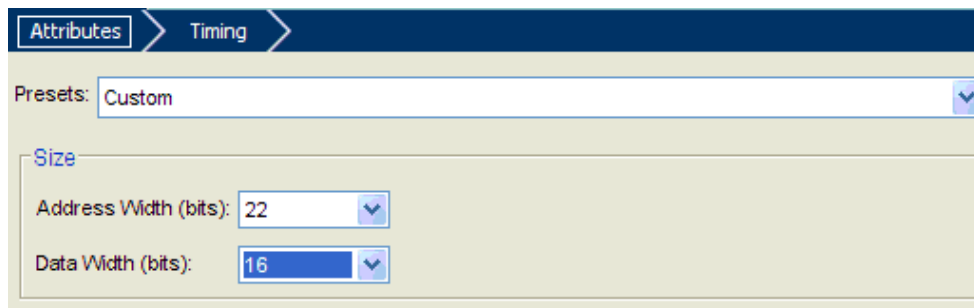 Attributes Timing
Presets: Custom
Size
Address Width (bits): 22
Data Width (bits): 16